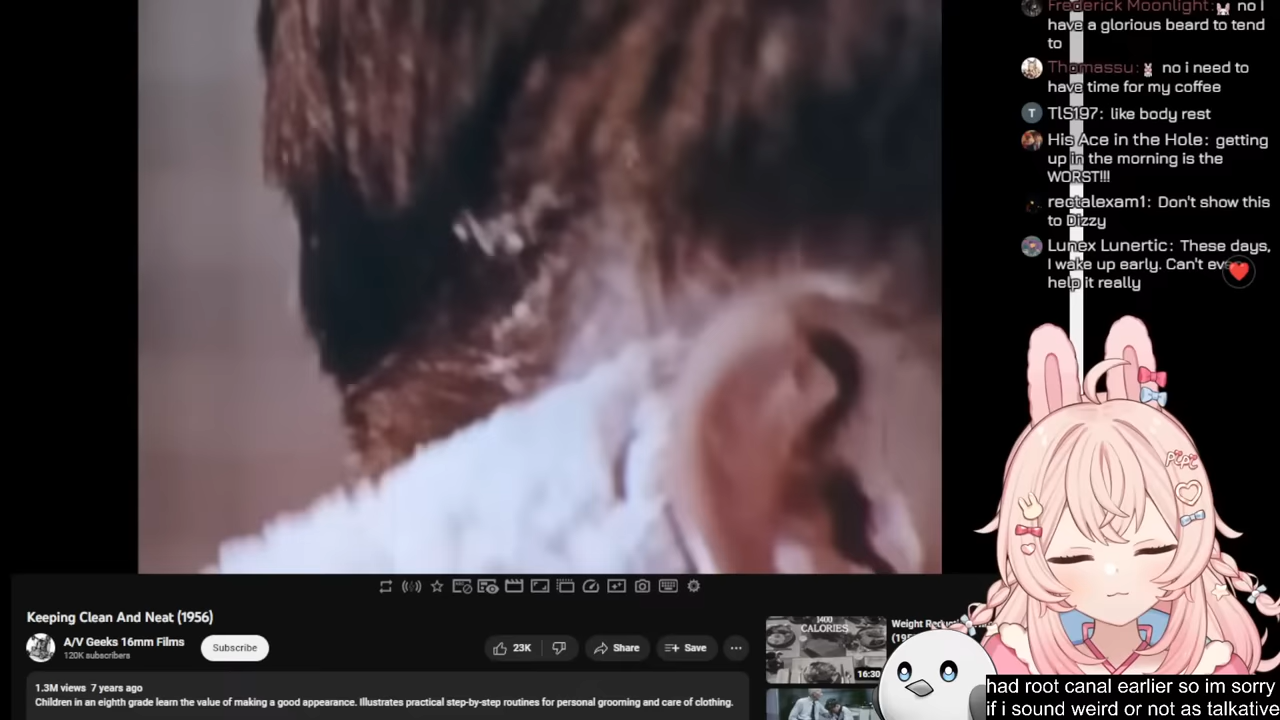 Frederick Moonlight: no I
have a glorious beard to tend
to
Thomassu: no i need to
have time for my coffee
T TlS197: like body rest
His Ace in the Hole: getting
up in the morning is the
WORST!!!
rectalexam1: Don't show this
to Dizzy
Lunex Lunertic: These days,
I wake up early. Can't
help it really
PiPi
Keeping Clean And Neat (1956)
A/V Geeks 16mm Films
120K subscribers
Subscribe
23K
Share
Save
1400
CALORIES
16:30
Weight
1.3M views 7 years ago
Children in an eighth grade learn the value of making a good appearance. Illustrates practical step-by-step routines for personal grooming and care of clothing.
had root canal earlier so im sorry
if i sound weird or not as talkative